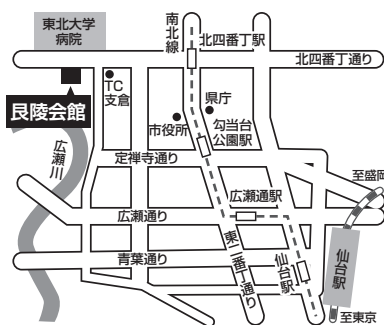 東北大学
病院
南北線
北四番丁駅
北四番丁通り
TC
支倉
県庁
艮陵会館
市役所
勾当台
公園駅
広瀬川
定禅寺通り
至盛岡
広瀬通駅
広瀬通り
青葉通り
東二番丁通り
仙台駅
仙台駅
至東京